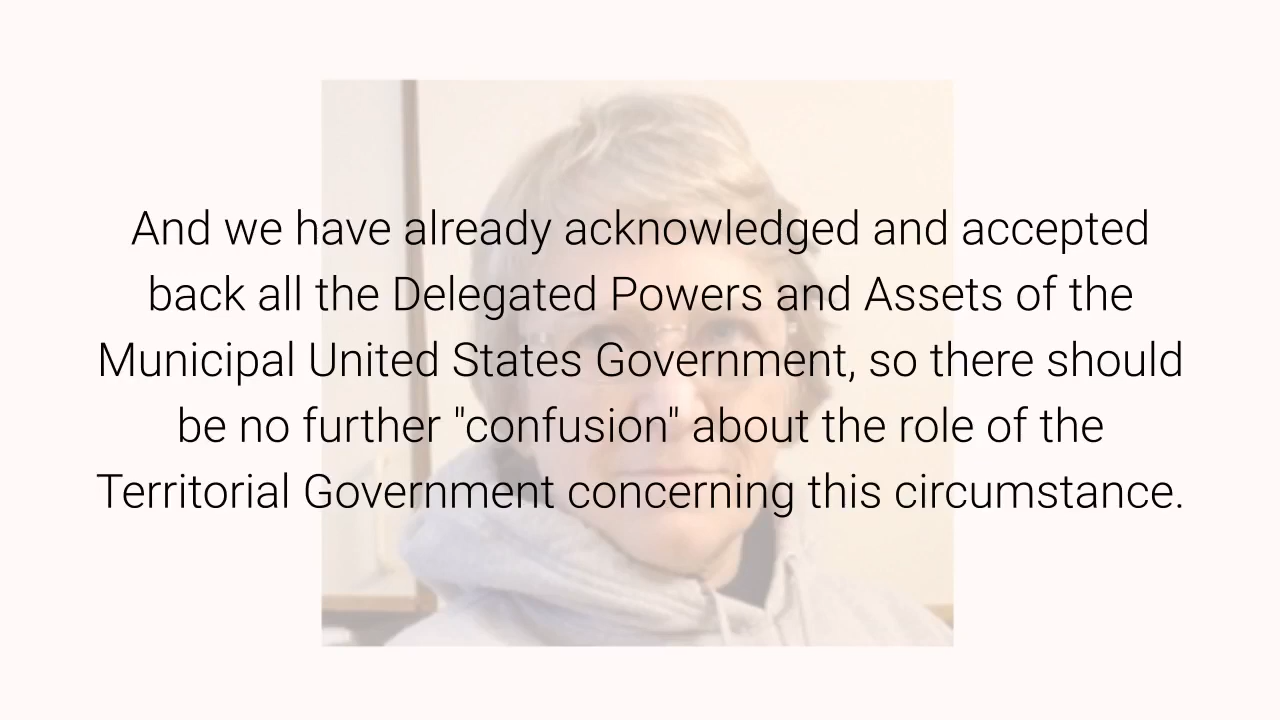 And we have already acknowledged and accepted
back all the Delegated Powers and Assets of the
Municipal United States Government, so there should
be no further "confusion" about the role of the
Territorial Government concerning this circumstance.